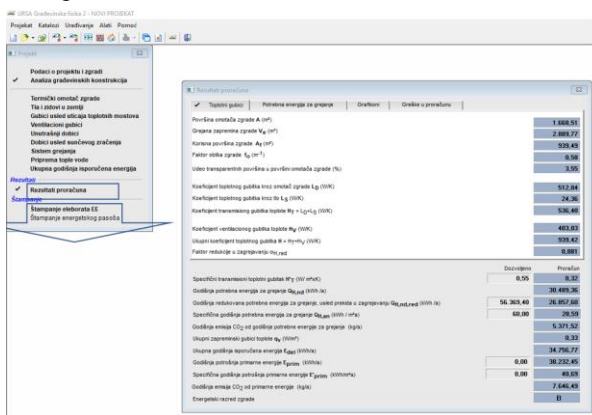 URSA Građevinska fizika 2 - NOVI PROJEKAT
Projekat Katalozi Uređivanje Alati Pomoć
Projekti
Podaci o projektu i zgradi
Analiza građevinskih konstrukcija
Termički omotač zgrade
Tla i zidovi u zemlji
Gubici usled uticaja toplotnih mostova
Ventilacioni gubici
Unutrašnji dobici
Dobici usled sunčevog zračenja
Sistem grejanja
Priprema tople vode
Ukupna godišnja isporučena energija
Rezultati
Rezultati proračuna
Štampanje
Štampanje elaborata EE
Štampanje energetskog pasoša
Rezultati proračuna
Toplotni gubici Potrebna energija za grejanje Grafikoni Greške u proračunu
Površina omotača zgrade A (m²) 1.660,51
Grejana zapremina zgrade Ve (m³) 2.889,77
Korisna površina zgrade Af (m²) 939,49
Faktor oblika zgrade fo (m⁻¹) 0,58
Udeo transparentnih površina u površini omotača zgrade (%) 3,55
Koeficijent toplotnog gubitka kroz omotač zgrade LD (W/K) 512,04
Koeficijent toplotnog gubitka kroz tlo LS (W/K) 24,36
Koeficijent transmisionog gubitka toplote HT = LD+LS (W/K) 536,40
Koeficijent ventilacionog gubitka toplote HV (W/K) 403,03
Ukupni koeficijent toplotnog gubitka H = HT+HV (W/K) 939,42
Faktor redukcije u zagrejavanju αH,red 0,881
Dozvoljeno Proračun
Specifični transmisioni toplotni gubitak H'T (W/ m²xK) 0,55 0,32
Godišnja potrebna energija za grejanje QH,nd (kWh /a) 30.489,36
Godišnja redukovana potrebna energija za grejanje, usled prekida u zagrejavanju QH,nd,red (kWh /a) 56.369,40 26.857,60
Specifična godišnja potrebna energija za grejanje QH,an (kWh / m²a) 60,00 28,59
Godišnja emisija CO2 od godišnje potrebne energije za grejanje (kg/a) 5.371,52
Ukupni zapreminski gubici toplote qv (W/m³) 0,33
Ukupna godišnja isporučena energija Edel (kWh/a) 34.756,77
Godišnja potrošnja primarne energije Eprim (kWh/a) 0,00 38.232,45
Specifična godišnja potrošnja primarne energije E'prim (kWh/m²a) 0,00 40,69
Godišnja emisija CO2 od primarne energije (kg/a) 7.646,49
Energetski razred zgrade B